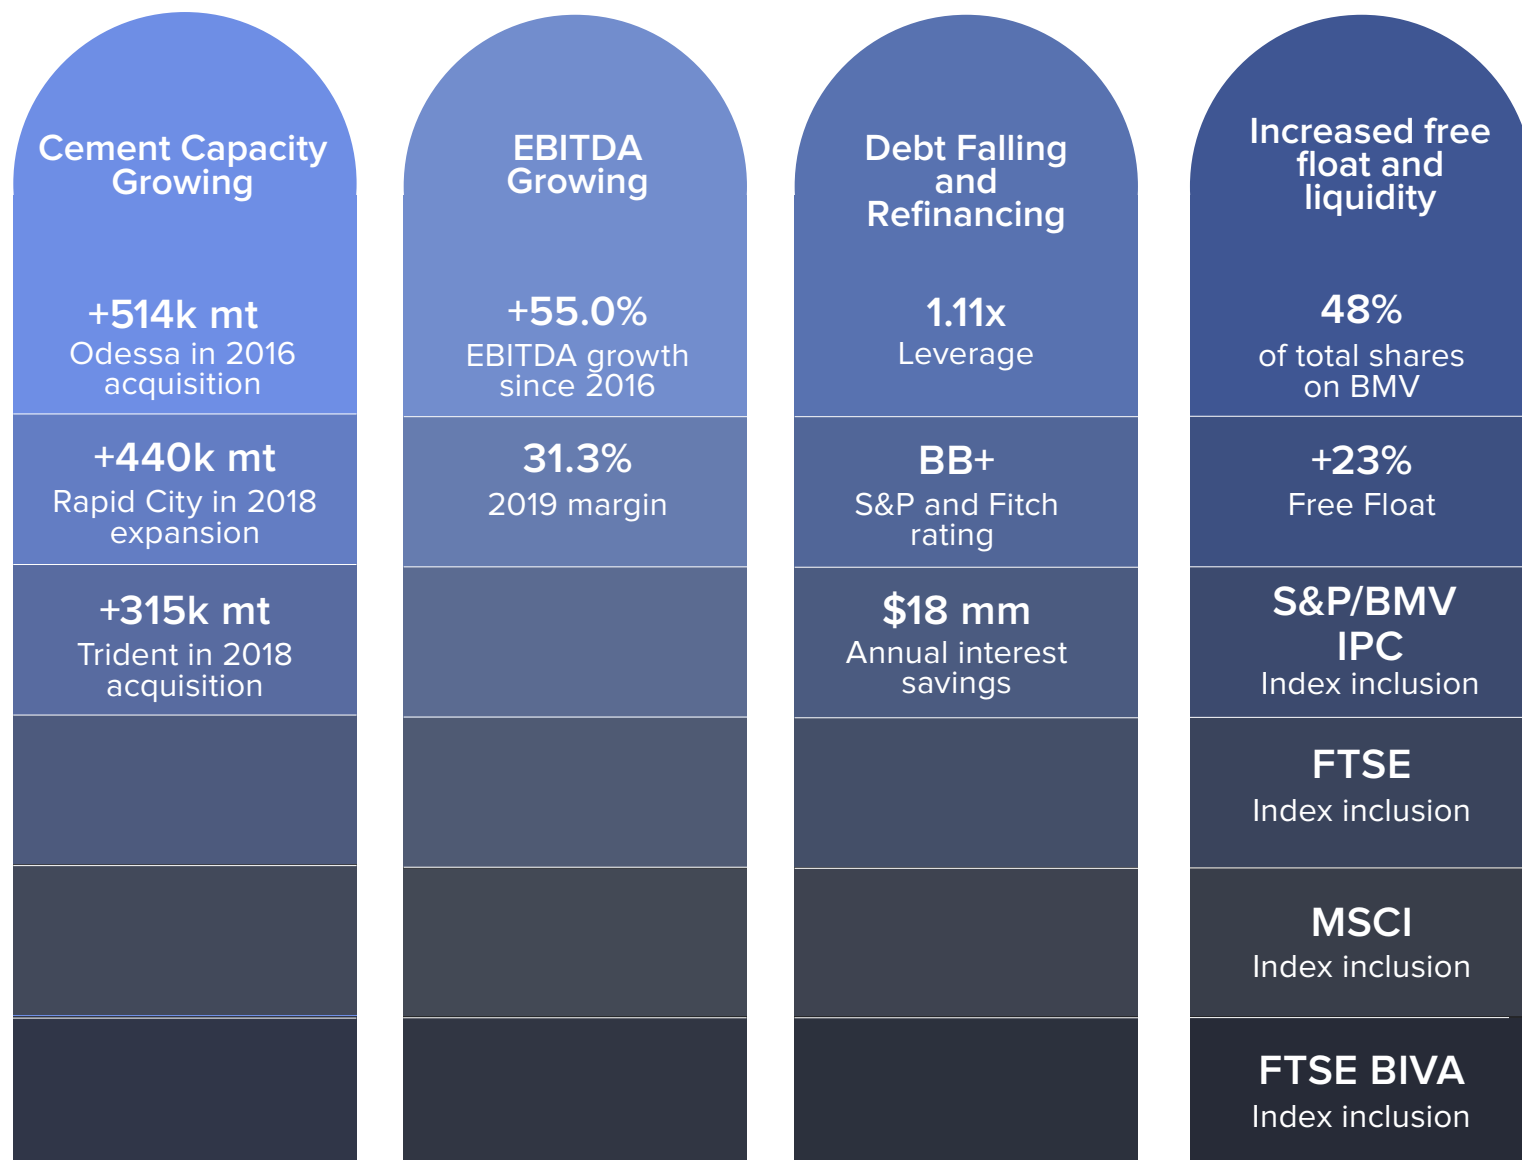 Cement Capacity
Growing
+514k mt
Odessa in 2016
acquisition
+440k mt
Rapid City in 2018
expansion
+315k mt
Trident in 2018
acquisition
EBITDA
Growing
+55.0%
EBITDA growth
since 2016
31.3%
2019 margin
Debt Falling
and
Refinancing
1.11x
Leverage
BB+
S&P and Fitch
rating
$18 mm
Annual interest
savings
Increased free
float and
liquidity
48%
of total shares
on BMV
+23%
Free Float
S&P/BMV
IPC
Index inclusion
FTSE
Index inclusion
MSCI
Index inclusion
FTSE BIVA
Index inclusion